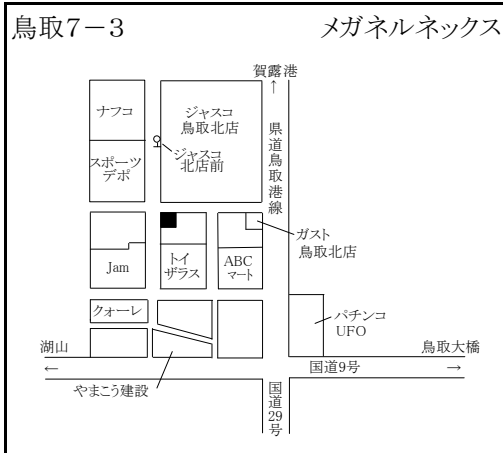 鳥取7-3
メガネルネックス
賀露港
↑
ナフコ
ジャスコ
鳥取北店
県道鳥取港線
スポーツ
デポ
ジャスコ
北店前
ガスト
鳥取北店
Jam
トイ
ザラス
ABC
マート
クォーレ
パチンコ
UFO
湖山
←
鳥取大橋
→
国道9号
やまこう建設
国道29号